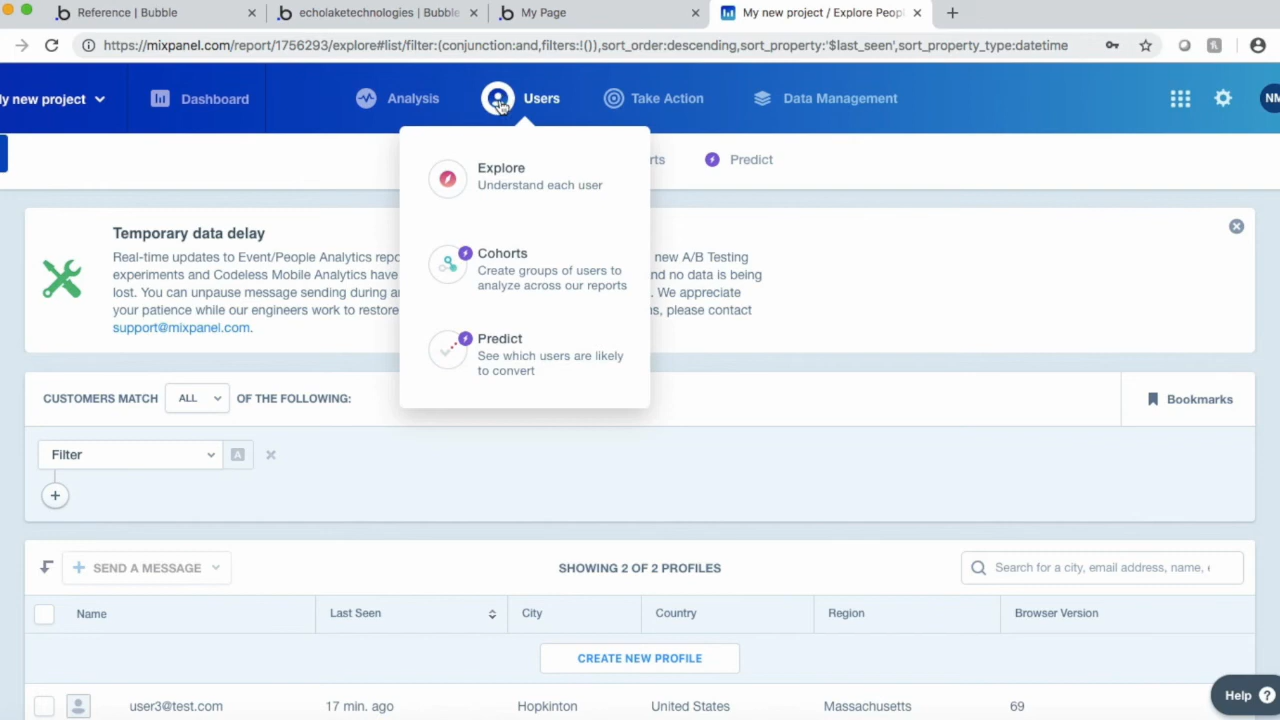 Reference | Bubble
echolaketechnologies | Bubble
My Page
My new project / Explore Peopl
https://mixpanel.com/report/1756293/explore#list/filter:(conjunction:and,filters:!()),sort_order:descending,sort_property:'$last_seen',sort_property_type:datetime
y new project
Dashboard
Analysis
Users
Take Action
Data Management
NM
Explore
Understand each user
Cohorts
Create groups of users to
analyze across our reports
Predict
See which users are likely
to convert
rts
Predict
Temporary data delay
Real-time updates to Event/People Analytics repo new A/B Testing
experiments and Codeless Mobile Analytics have nd no data is being
lost. You can unpause message sending during a . We appreciate
your patience while our engineers work to restore s, please contact
support@mixpanel.com.
CUSTOMERS MATCH ALL OF THE FOLLOWING:
Bookmarks
Filter A
SEND A MESSAGE
SHOWING 2 OF 2 PROFILES
Search for a city, email address, name,
Name Last Seen City Country Region Browser Version
CREATE NEW PROFILE
user3@test.com 17 min. ago Hopkinton United States Massachusetts 69
Help ?